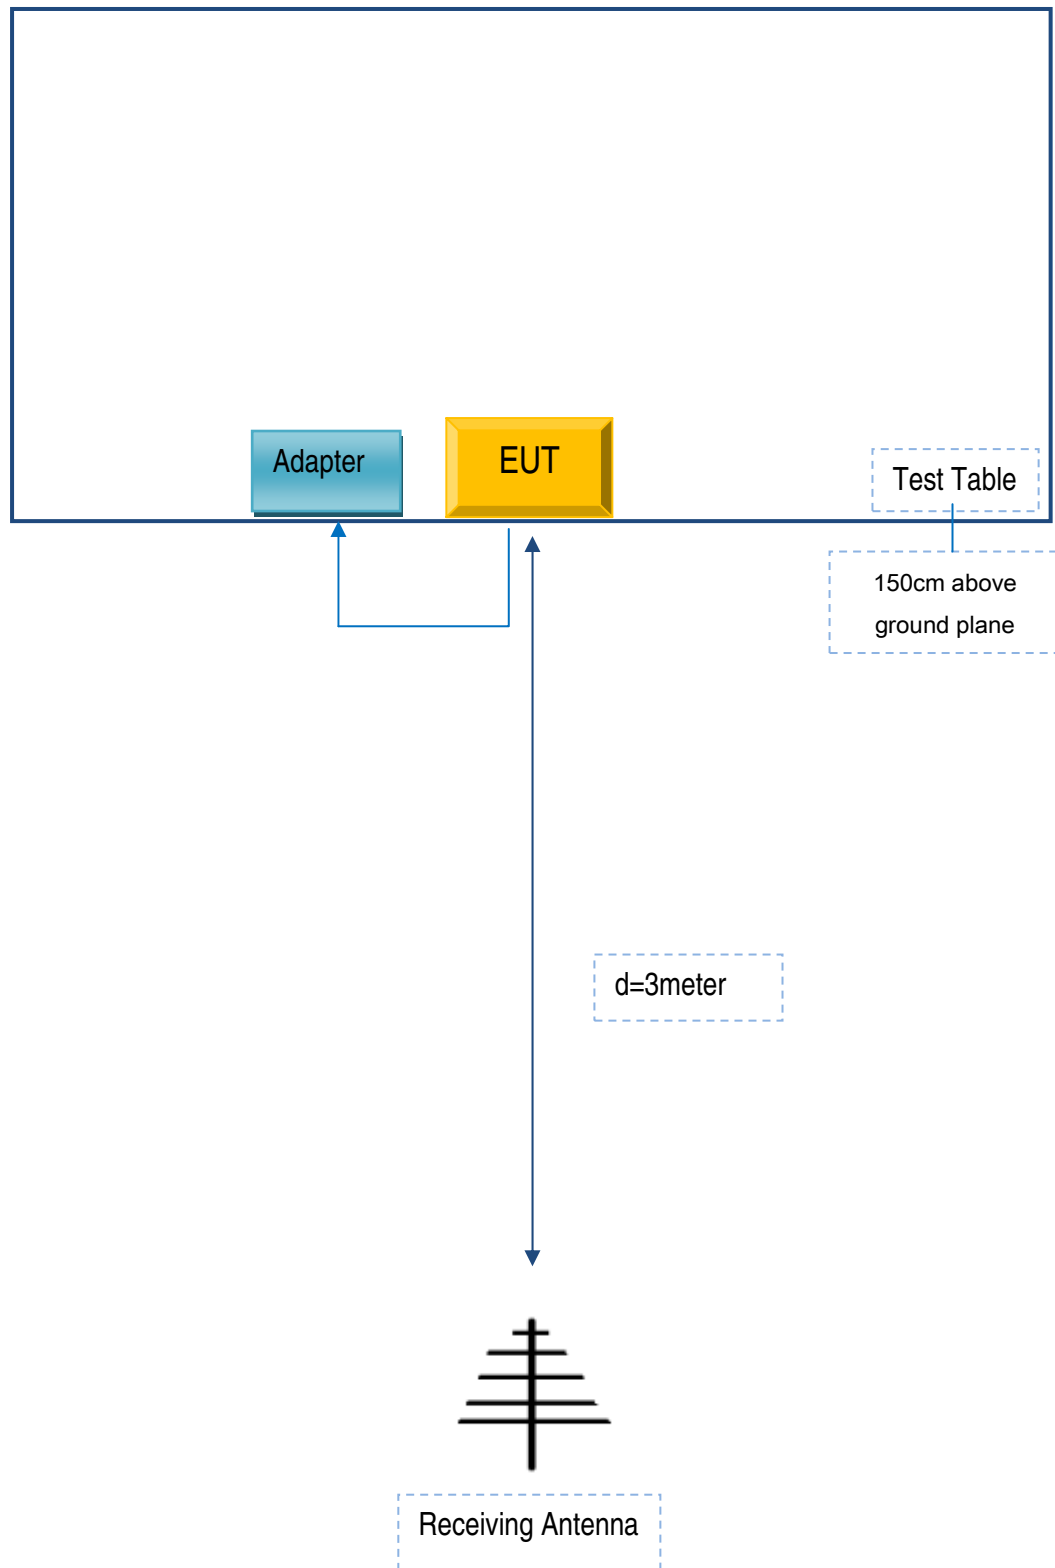 Adapter
EUT
Test Table
150cm above
ground plane
d=3meter
Receiving Antenna